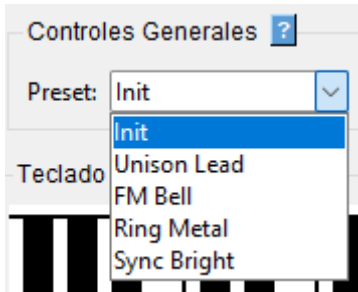 Controles Generales ?
Preset: Init
Init
Unison Lead
Teclado
FM Bell
Ring Metal
Sync Bright